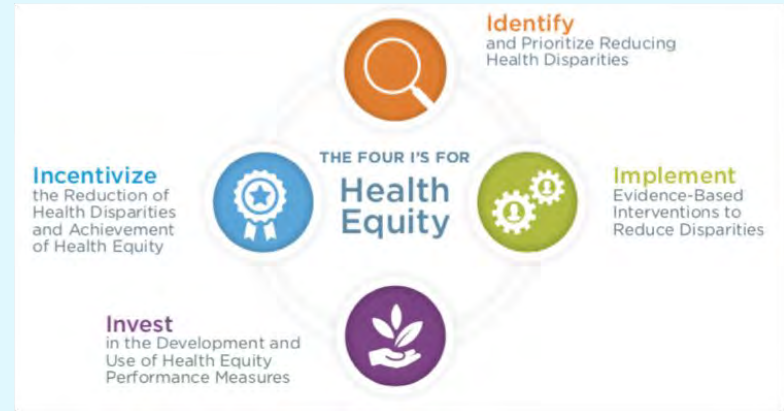 Identify
and Prioritize Reducing
Health Disparities
THE FOUR I'S FOR
Health
Equity
Implement
Evidence-Based
Interventions to
Reduce Disparities
Invest
in the Development and
Use of Health Equity
Performance Measures
Incentivize
the Reduction of
Health Disparities
and Achievement
of Health Equity